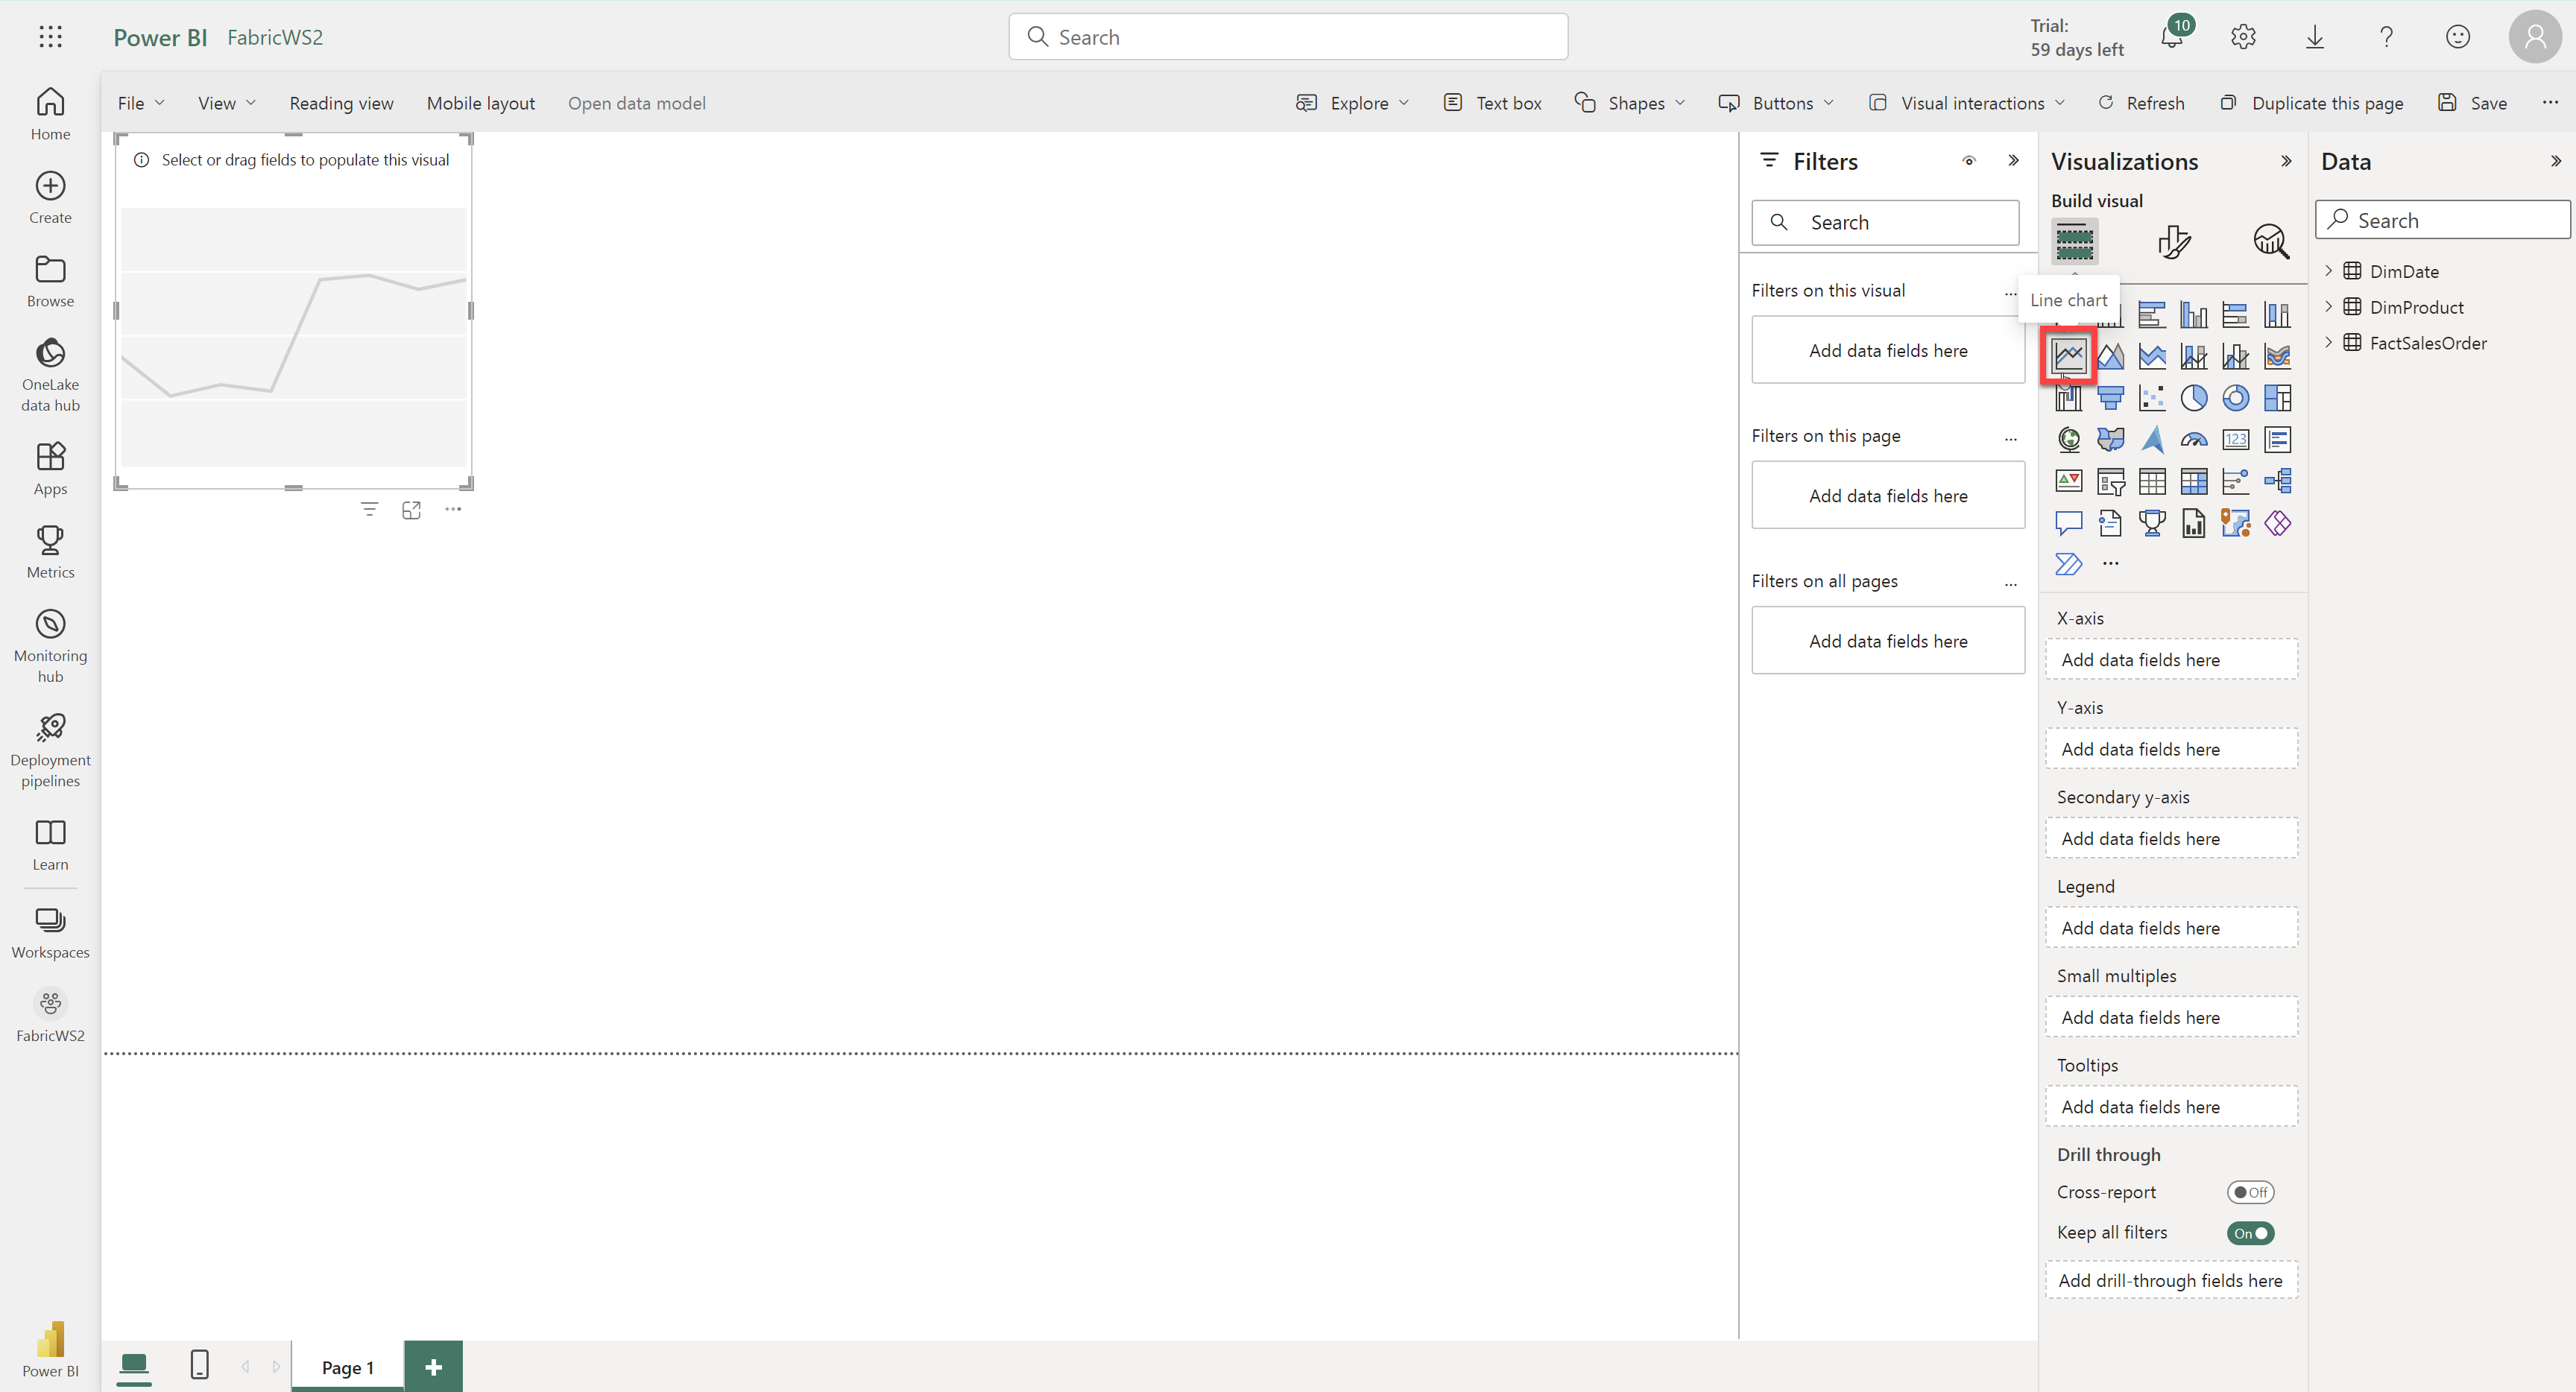 Power BI FabricWS2
Search
Trial:
59 days left
10
File View Reading view Mobile layout Open data model
Explore Text box Shapes Buttons Visual interactions Refresh Duplicate this page Save
Home
Create
Browse
OneLake
data hub
Apps
Metrics
Monitoring
hub
Deployment
pipelines
Learn
Workspaces
FabricWS2
Power BI
Select or drag fields to populate this visual
Page 1
Filters
Search
Filters on this visual
Add data fields here
Filters on this page
Add data fields here
Filters on all pages
Add data fields here
Visualizations
Build visual
Line chart
123
X-axis
Add data fields here
Y-axis
Add data fields here
Secondary y-axis
Add data fields here
Legend
Add data fields here
Small multiples
Add data fields here
Tooltips
Add data fields here
Drill through
Cross-report Off
Keep all filters On
Add drill-through fields here
Data
Search
DimDate
DimProduct
FactSalesOrder